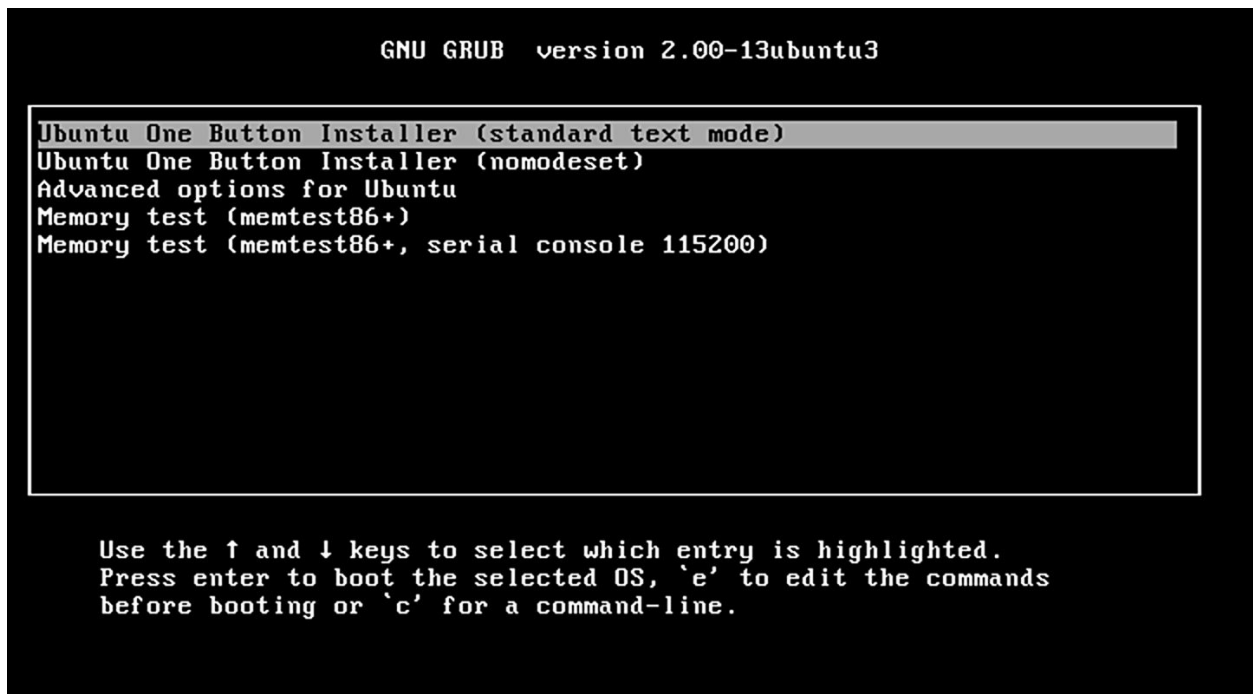 GNU GRUB  version 2.00-13ubuntu3
Ubuntu One Button Installer (standard text mode)
Ubuntu One Button Installer (nomodeset)
Advanced options for Ubuntu
Memory test (memtest86+)
Memory test (memtest86+, serial console 115200)
Use the ↑ and ↓ keys to select which entry is highlighted.
Press enter to boot the selected OS, `e' to edit the commands
before booting or `c' for a command-line.